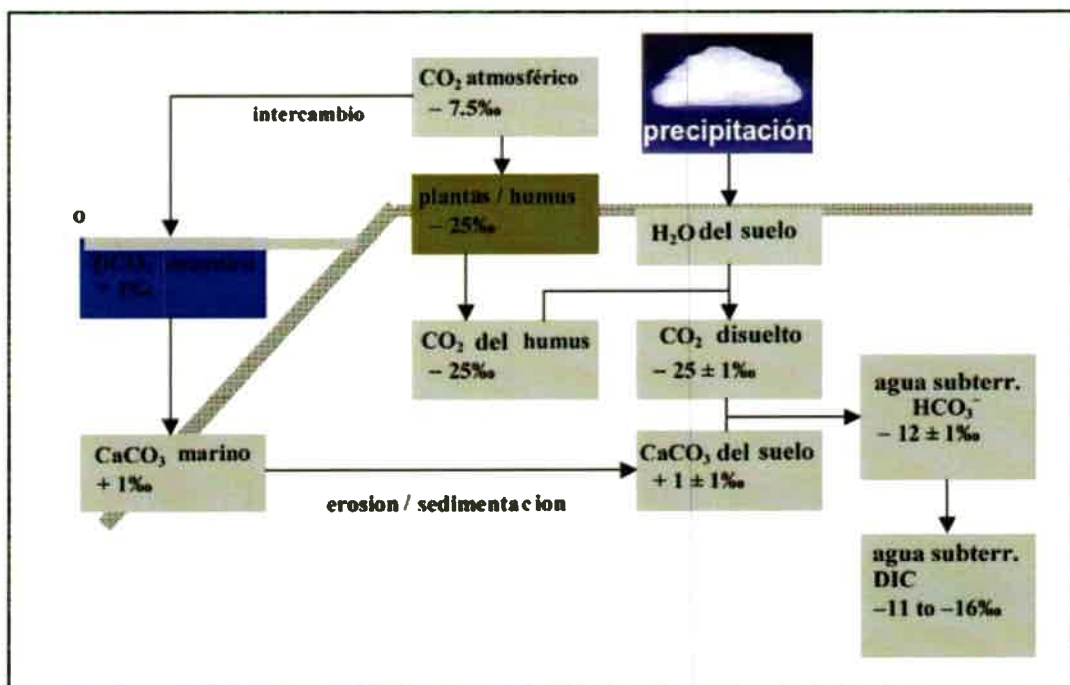 CO₂ atmosférico
– 7.5‰
intercambio
precipitación
plantas / humus
– 25‰
o
H₂O del suelo
+ 1‰
CO₂ del humus
– 25‰
CO₂ disuelto
– 25 ± 1‰
agua subterr.
HCO₃⁻
– 12 ± 1‰
CaCO₃ marino
+ 1‰
CaCO₃ del suelo
+ 1 ± 1‰
erosion / sedimentacion
agua subterr.
DIC
–11 to –16‰